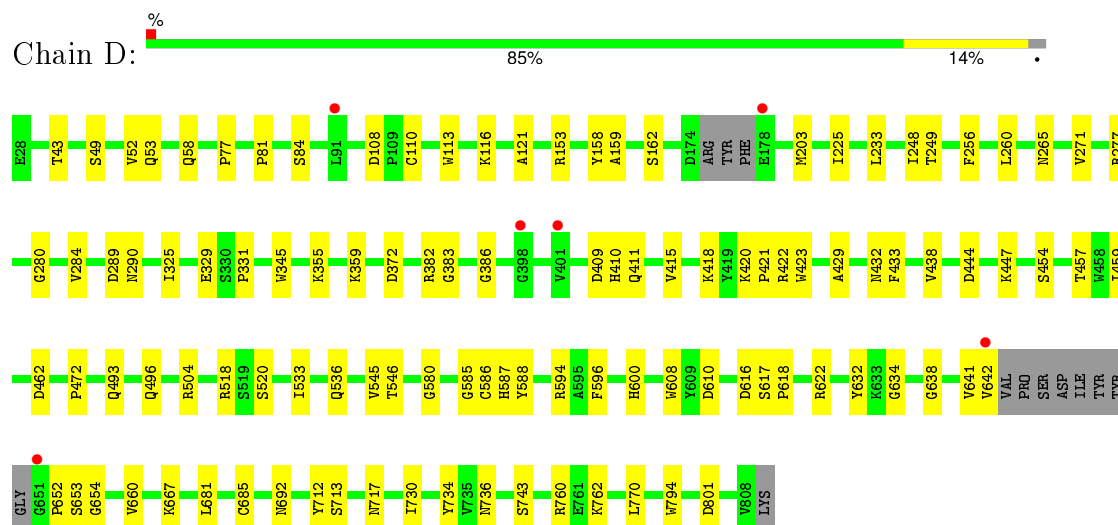 %
Chain D:
85% 14% •
E28 T43 S49 V52 Q53 Q58 P77 P81 S84 L91 D108 P109 C110 W113 K116 A121 R153 Y158 A159 S162 D174 ARG TYR PHE E178 M203 I225 L233 I248 T249 F256 L260 N265 V271
G280 V284 D289 N290 I325 E329 S330 P331 W345 K355 K359 D372 R382 G383 G386 G398 V401 D409 H410 Q411 V415 K418 Y419 K420 P421 R422 W423 A429 N432 F433 V438 D444 K447 S454 T457 W458
D462 P472 Q493 Q496 R504 R518 S519 S520 I533 Q536 V545 T546 G580 G585 C586 H587 Y588 R594 A595 F596 H600 W608 Y609 D610 D616 S617 P618 R622 Y632 K633 G634 G638 V641 V642 VAL PRO SER ASP ILE TYR TYR
GLY G651 P652 S653 G654 V660 K667 L681 C685 N692 Y712 S713 N717 I730 Y734 V735 N736 S743 R760 E761 K762 L770 W794 D801 V808 LYS